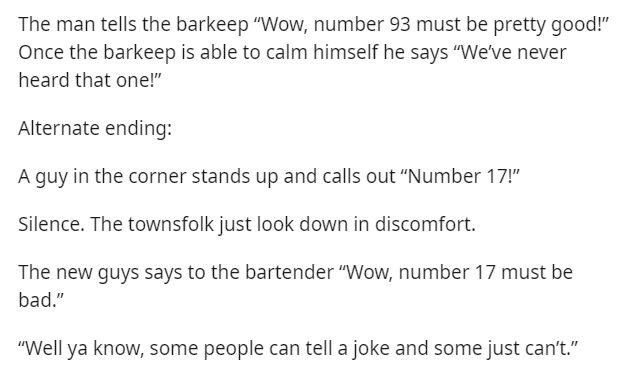 The man tells the barkeep “Wow, number 93 must be pretty good!”
Once the barkeep is able to calm himself he says “We’ve never
heard that one!”
Alternate ending:
A guy in the corner stands up and calls out “Number 17!”
Silence. The townsfolk just look down in discomfort.
The new guys says to the bartender “Wow, number 17 must be
bad.”
“Well ya know, some people can tell a joke and some just can’t.”